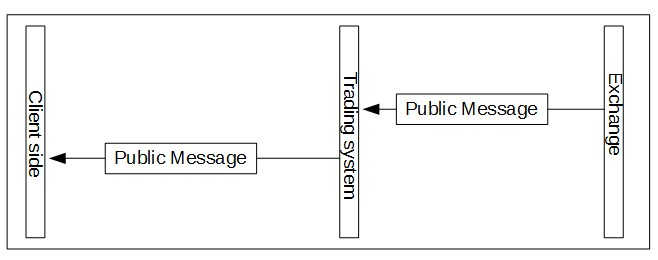 Client side
Trading system
Exchange
Public Message
Public Message